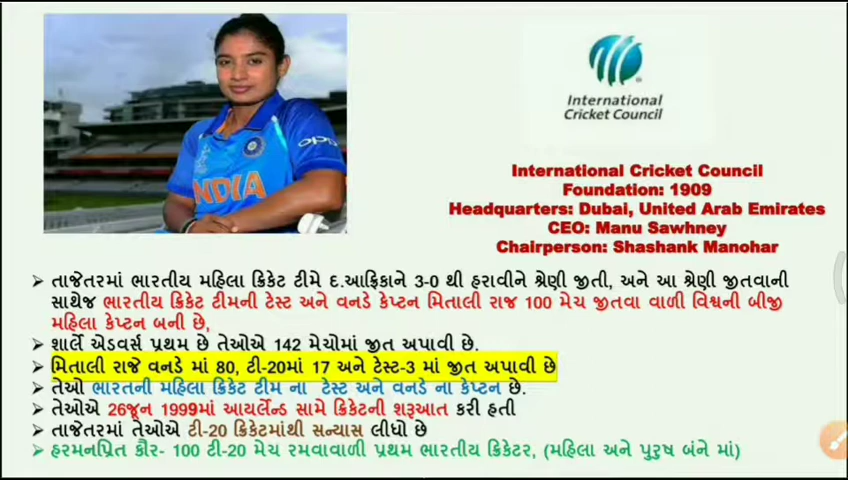 OPPO
INDIA
International
Cricket Council
International Cricket Council
Foundation: 1909
Headquarters: Dubai, United Arab Emirates
CEO: Manu Sawhney
Chairperson: Shashank Manohar
➢ તાજેતરમાં ભારતીય મહિલા ક્રિકેટ ટીમે દ.આફ્રિકાને 3-0 થી હરાવીને શ્રેણી જીતી, અને આ શ્રેણી જીતવાની
સાથેજ ભારતીય ક્રિકેટ ટીમની ટેસ્ટ અને વનડે કેપ્ટન મિતાલી રાજ 100 મેચ જીતવા વાળી વિશ્વની બીજી
મહિલા કેપ્ટન બની છે,
➢ શાર્લે એડવર્સ પ્રથમ છે તેઓએ 142 મેચોમાં જીત અપાવી છે.
➢ મિતાલી રાજે વનડે માં 80, ટી-20માં 17 અને ટેસ્ટ-3 માં જીત અપાવી છે
➢ તેઓ ભારતની મહિલા ક્રિકેટ ટીમ ના ટેસ્ટ અને વનડે ના કેપ્ટન છે.
➢ તેઓએ 26જૂન 1999માં આયર્લેન્ડ સામે ક્રિકેટની શરૂઆત કરી હતી
➢ તાજેતરમાં તેઓએ ટી-20 ક્રિકેટમાંથી સન્યાસ લીધો છે
➢ હરમનપ્રિત કૌર- 100 ટી-20 મેચ રમવાવાળી પ્રથમ ભારતીય ક્રિકેટર, (મહિલા અને પુરુષ બંને માં)